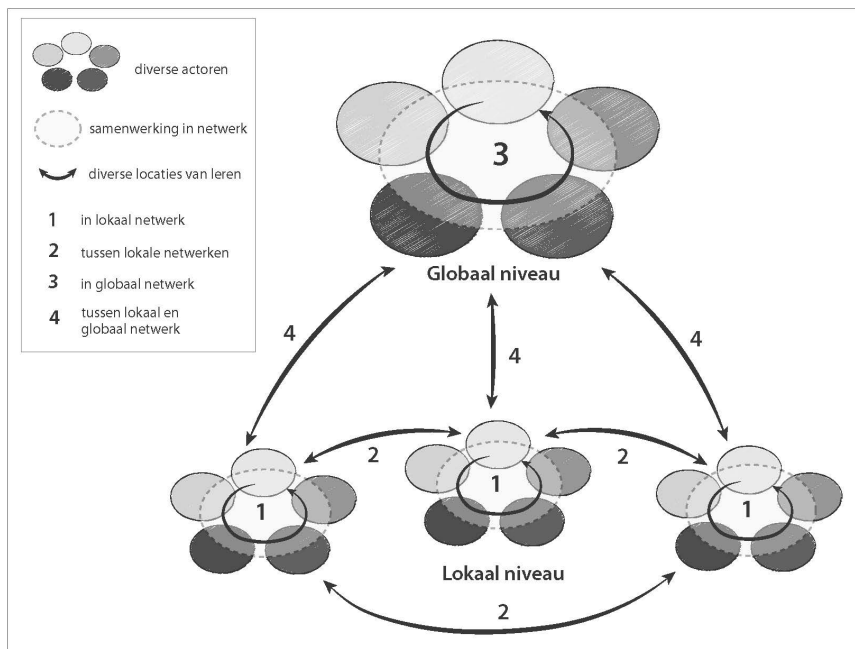 diverse actoren
samenwerking in netwerk
diverse locaties van leren
1 in lokaal netwerk
2 tussen lokale netwerken
3 in globaal netwerk
4 tussen lokaal en
globaal netwerk
3
Globaal niveau
4
4
4
2
2
1
1
1
Lokaal niveau
2